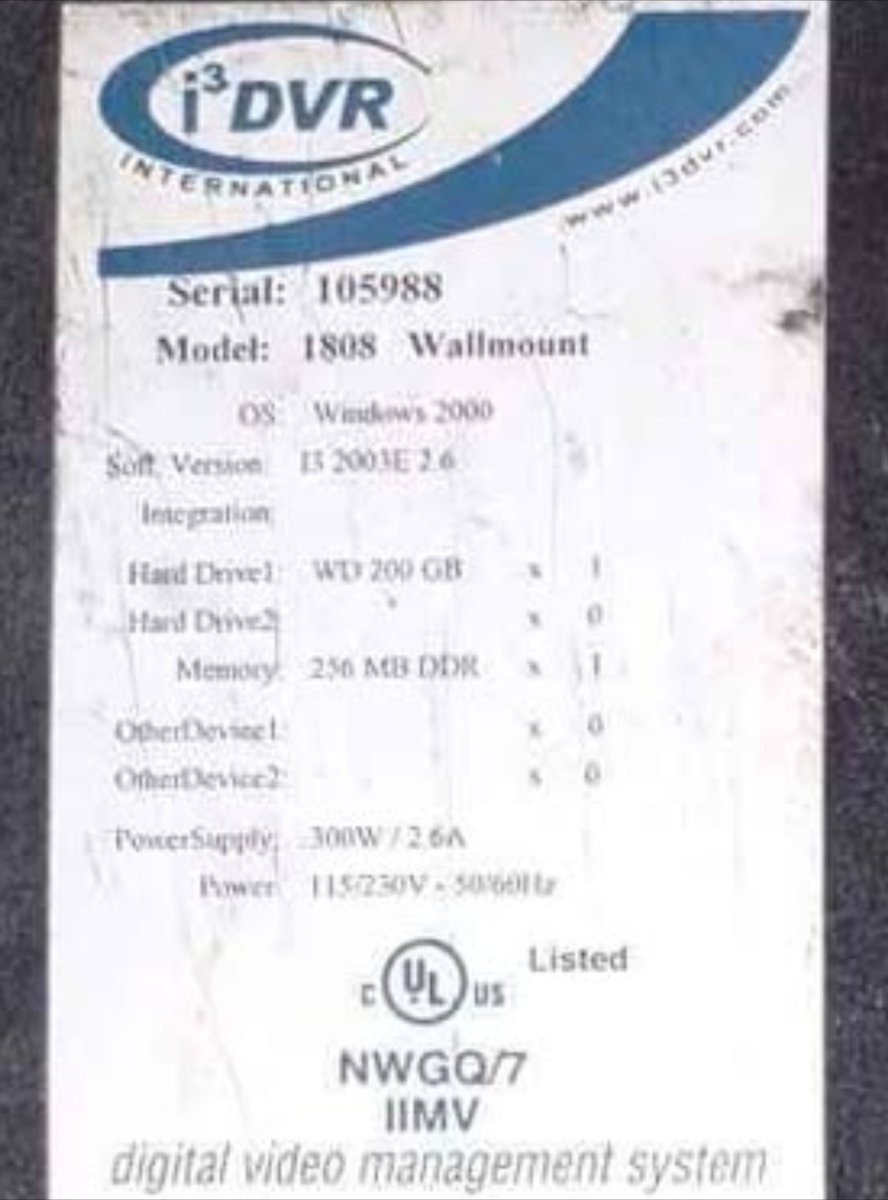 i³DVR
INTERNATIONAL
www.i3dvr.com
Serial: 105988
Model: 1808 Wallmount
OS: Windows 2000
Soft. Version: I3 2003E 2.6
Integration:
Hard Drive1: WD 200 GB x 1
Hard Drive2: x 0
Memory: 256 MB DDR x 1
OtherDevice1: x 0
OtherDevice2: x 0
PowerSupply: 300W / 2.6A
Power: 115/230V - 50/60Hz
C UL US Listed
NWGQ/7
IIMV
digital video management system